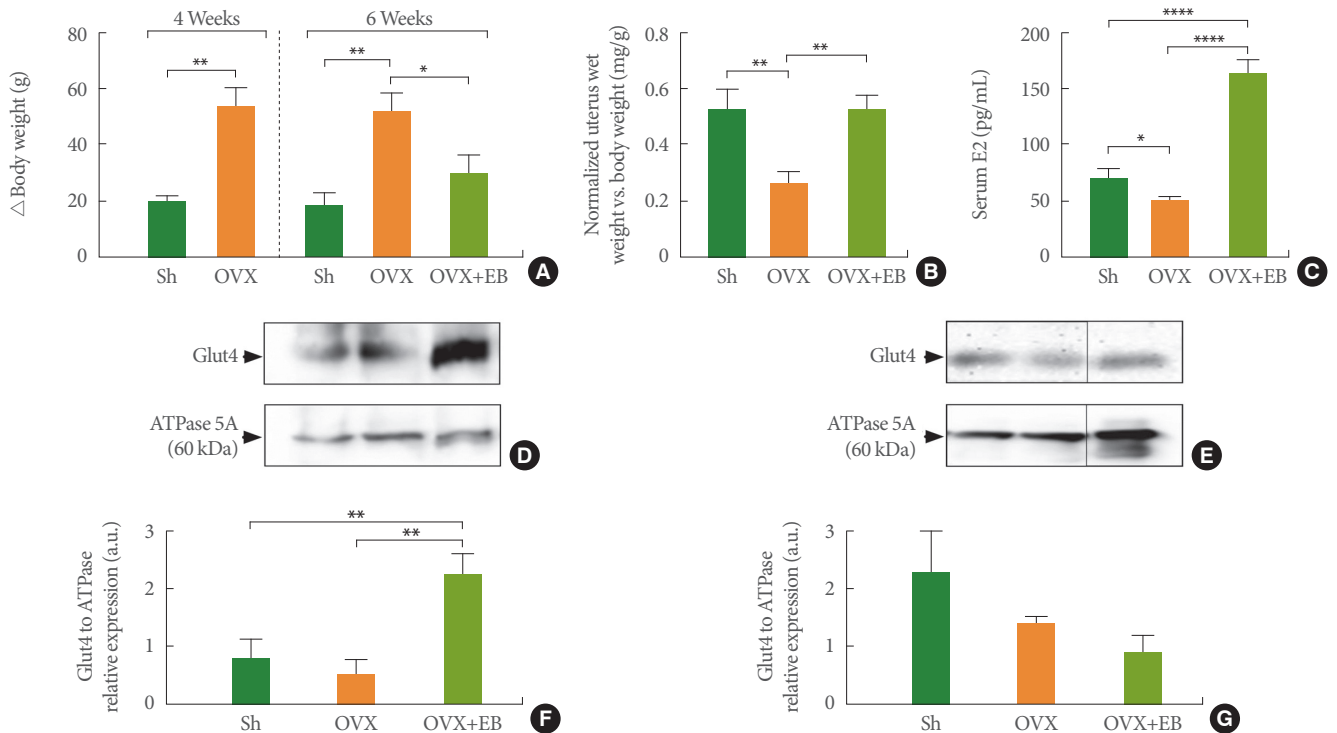 4 Weeks
6 Weeks
△ Body weight (g)
80
60
40
20
0
**
**
*
Sh
OVX
Sh
OVX
OVX+EB
A
Normalized uterus wet
weight vs. body weight (mg/g)
0.8
0.6
0.4
0.2
0
**
**
Sh
OVX
OVX+EB
B
Serum E2 (pg/mL)
200
150
100
50
0
****
****
*
Sh
OVX
OVX+EB
C
Glut4
ATPase 5A
(60 kDa)
D
Glut4
ATPase 5A
(60 kDa)
E
Glut4 to ATPase
relative expression (a.u.)
3
2
1
0
**
**
Sh
OVX
OVX+EB
F
Glut4 to ATPase
relative expression (a.u.)
3
2
1
0
Sh
OVX
OVX+EB
G